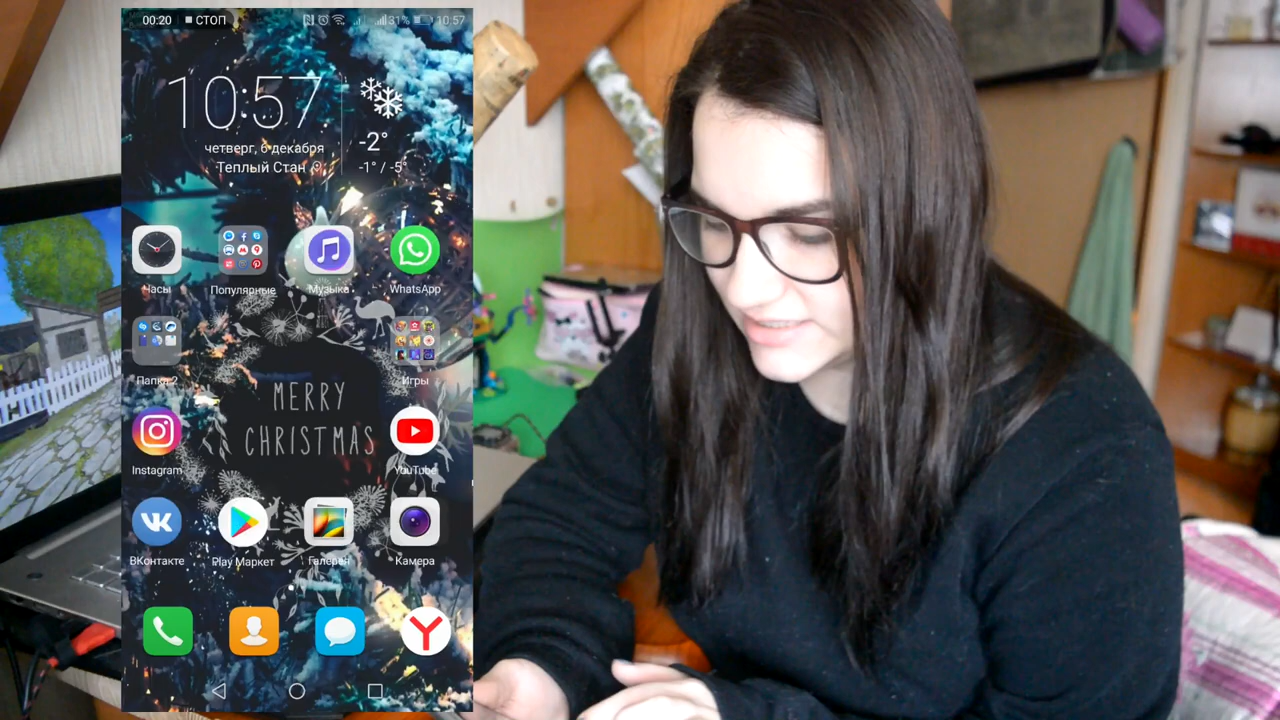 00:20 СТОП 31% 10:57
10:57
четверг, 6 декабря
Теплый Стан
-2°
-1° / -5°
Часы Популярные Музыка WhatsApp
Папка 2 Игры
MERRY
CHRISTMAS
Instagram YouTube
ВКонтакте Play Маркет Галерея Камера